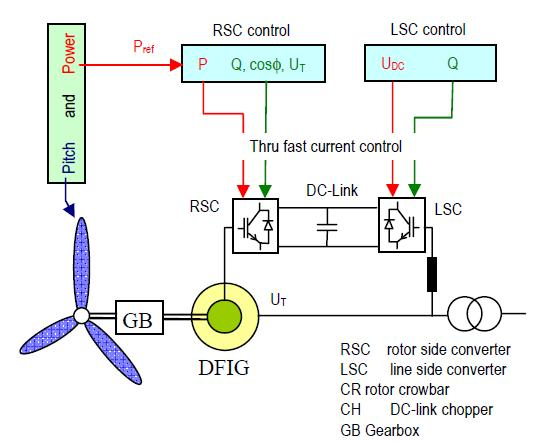 RSC control
LSC control
Pitch and Power
Pref
P Q, cosϕ, UT
UDC Q
Thru fast current control
RSC
DC-Link
LSC
UT
GB
DFIG
RSC rotor side converter
LSC line side converter
CR rotor crowbar
CH DC-link chopper
GB Gearbox